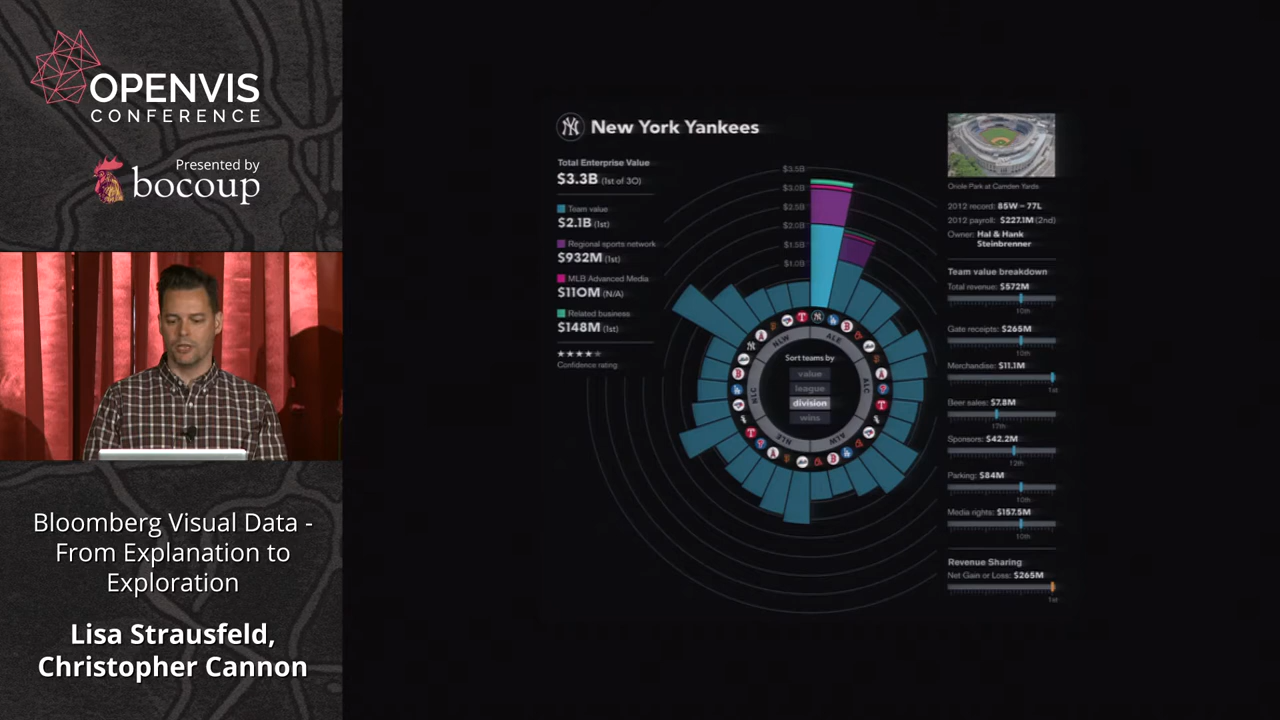 OPENVIS
CONFERENCE
Presented by
bocoup
Bloomberg Visual Data -
From Explanation to
Exploration
Lisa Strausfeld,
Christopher Cannon
New York Yankees
Total Enterprise Value
$3.3B (1st of 30)
Team value
$2.1B (1st)
Regional sports network
$932M (1st)
MLB Advanced Media
$110M (N/A)
Related business
$148M (1st)
★★★★★
Confidence rating
$3.5B
$3.0B
$2.5B
$2.0B
$1.5B
$1.0B
NLW
ALE
ALC
ALW
NLE
NLC
Sort teams by
value
league
division
wins
Oriole Park at Camden Yards
2012 record: 85W – 77L
2012 payroll: $227.1M (2nd)
Owner: Hal & Hank
Steinbrenner
Team value breakdown
Total revenue: $572M
10th
Gate receipts: $265M
10th
Merchandise: $11.1M
1st
Beer sales: $7.8M
17th
Sponsors: $42.2M
12th
Parking: $84M
10th
Media rights: $157.5M
10th
Revenue Sharing
Net Gain or Loss: $265M
1st